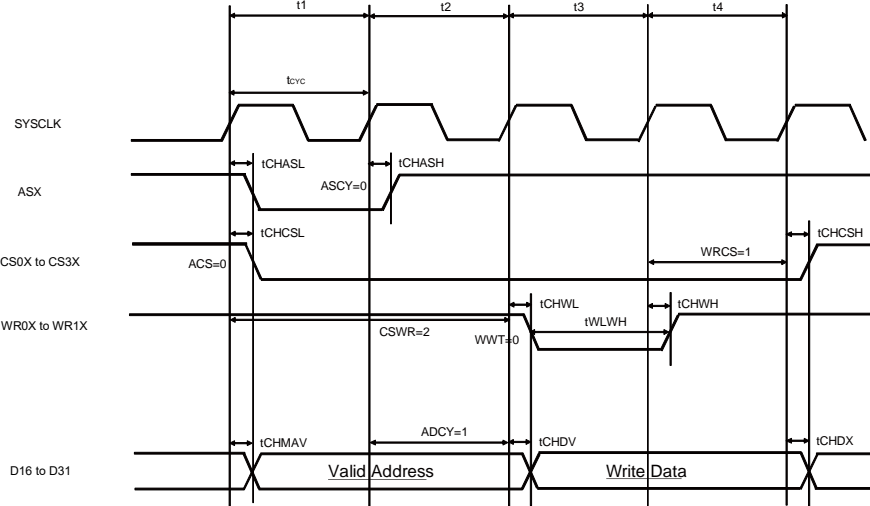 t1 t2 t3 t4
tCYC
SYSCLK
tCHASL tCHASH
ASCY=0
ASX
tCHCSL tCHCSH
WRCS=1
CS0X to CS3X
ACS=0
tCHWL tCHWH
WR0X to WR1X
tWLWH
CSWR=2
WWT=0
ADCY=1
tCHMAV tCHDV tCHDX
D16 to D31 Valid Address Write Data